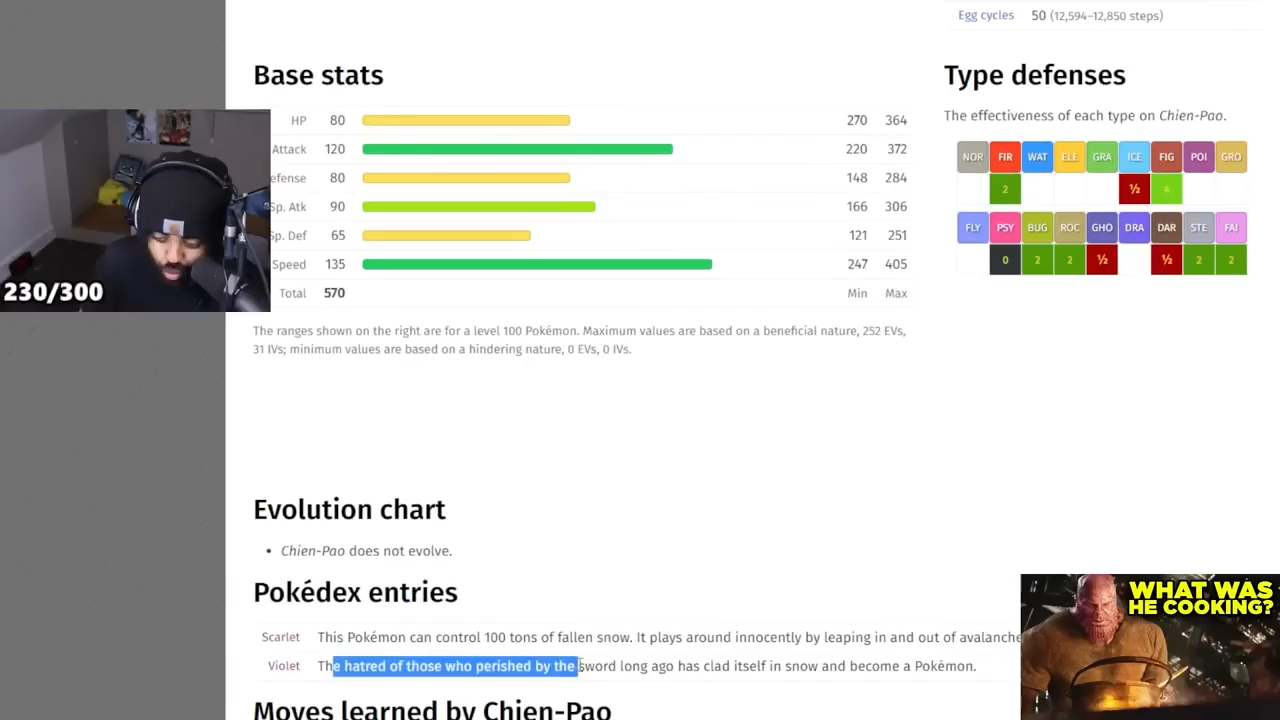 Egg cycles 50 (12,594–12,850 steps)
Base stats
HP 80 270 364
Attack 120 220 372
efense 80 148 284
Sp. Atk 90 166 306
Sp. Def 65 121 251
Speed 135 247 405
Total 570 Min Max
The ranges shown on the right are for a level 100 Pokémon. Maximum values are based on a beneficial nature, 252 EVs,
31 IVs; minimum values are based on a hindering nature, 0 EVs, 0 IVs.
Type defenses
The effectiveness of each type on Chien-Pao.
NOR FIR WAT ELE GRA ICE FIG POI GRO
2 ½ 4
FLY PSY BUG ROC GHO DRA DAR STE FAI
0 2 2 ½ ½ 2 2
230/300
Evolution chart
• Chien-Pao does not evolve.
Pokédex entries
Scarlet This Pokémon can control 100 tons of fallen snow. It plays around innocently by leaping in and out of avalanche
Violet The hatred of those who perished by the sword long ago has clad itself in snow and become a Pokémon.
Moves learned by Chien-Pao
WHAT WAS
HE COOKING?